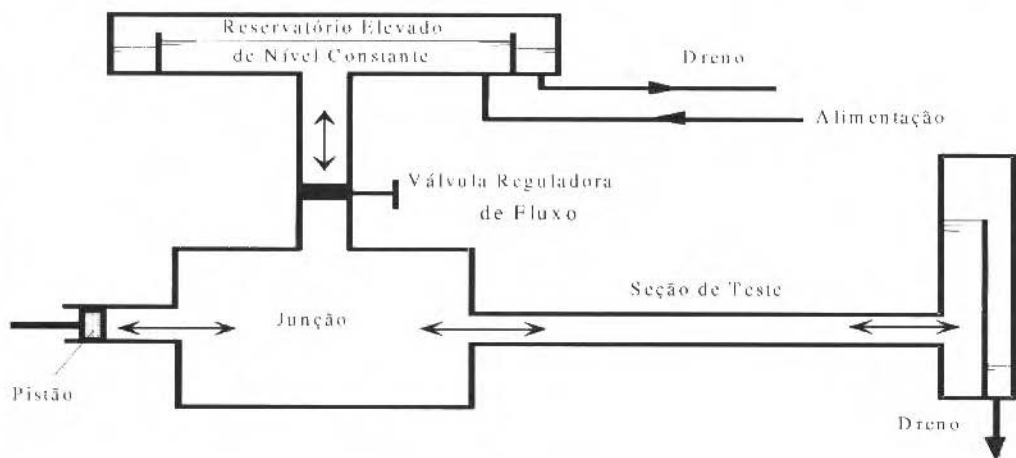 Reservatório Elevado
de Nível Constante
Dreno
Alimentação
Válvula Reguladora
de Fluxo
Seção de Teste
Junção
Pistão
Dreno